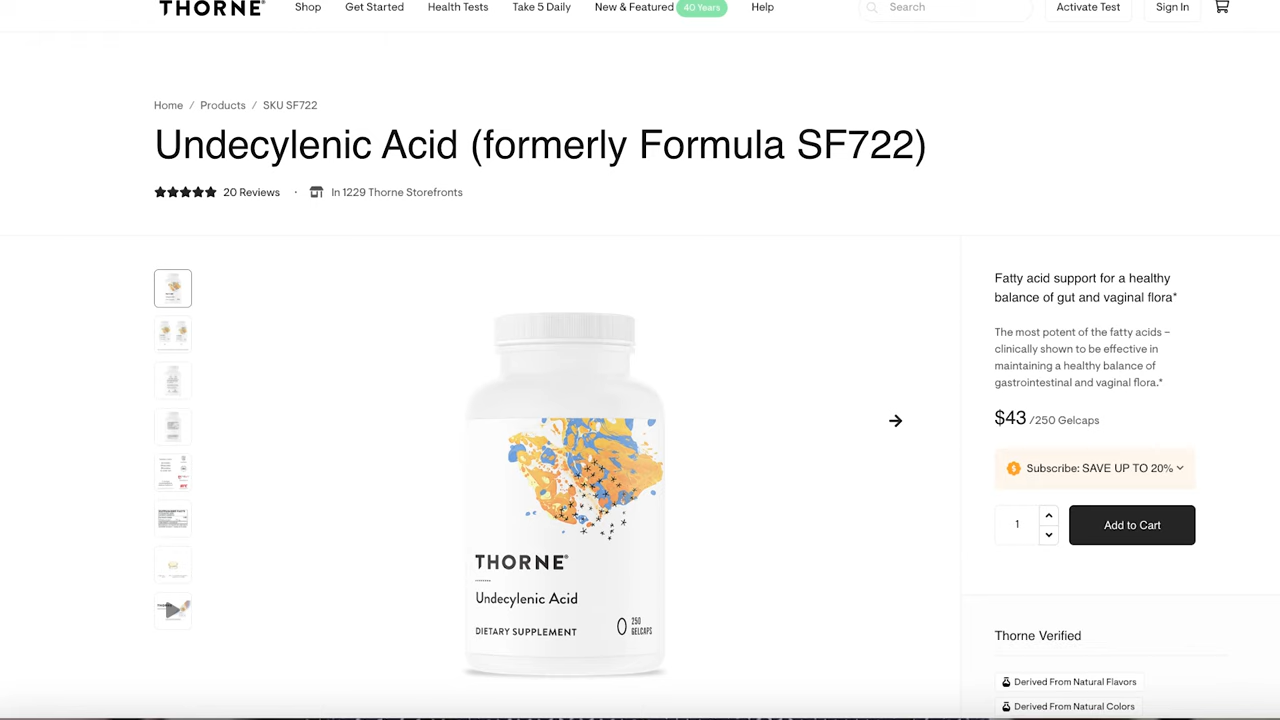 THORNE®
Shop
Get Started
Health Tests
Take 5 Daily
New & Featured
40 Years
Help
Search
Activate Test
Sign In
Home / Products / SKU SF722
Undecylenic Acid (formerly Formula SF722)
20 Reviews · In 1229 Thorne Storefronts
Fatty acid support for a healthy
balance of gut and vaginal flora*
The most potent of the fatty acids –
clinically shown to be effective in
maintaining a healthy balance of
gastrointestinal and vaginal flora.*
$43 /250 Gelcaps
Subscribe: SAVE UP TO 20%
1
Add to Cart
THORNE®
Undecylenic Acid
DIETARY SUPPLEMENT
250
GELCAPS
Thorne Verified
Derived From Natural Flavors
Derived From Natural Colors